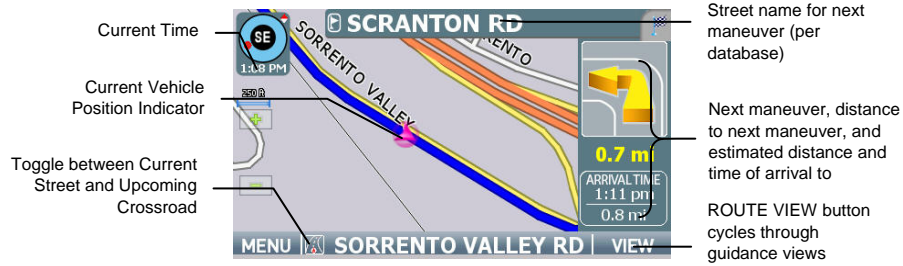 Current Time
Current Vehicle
Position Indicator
Toggle between Current
Street and Upcoming
Crossroad
SCRANTON RD
SE
1:08 PM
250 ft
SORRENTO
SORRENTO VALLEY
0.7 mi
ARRIVAL TIME
1:11 pm
0.8 mi
MENU
SORRENTO VALLEY RD
VIEW
Street name for next
maneuver (per
database)
Next maneuver, distance
to next maneuver, and
estimated distance and
time of arrival to
ROUTE VIEW button
cycles through
guidance views